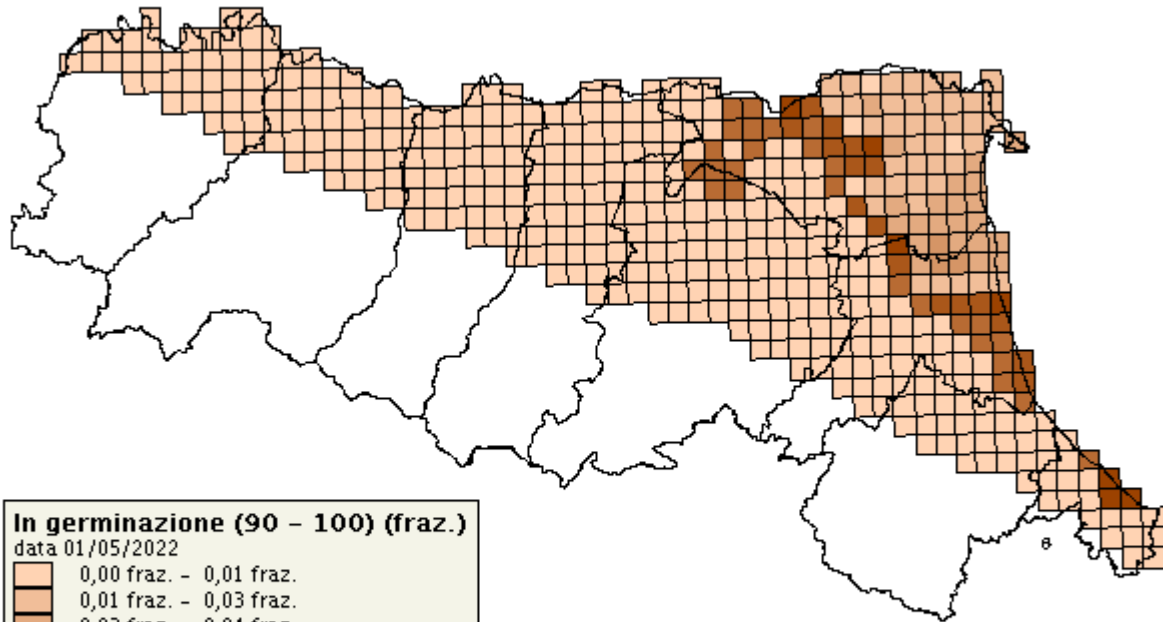 In germinazione (90 – 100) (fraz.)
data 01/05/2022
0,00 fraz. – 0,01 fraz.
0,01 fraz. – 0,03 fraz.